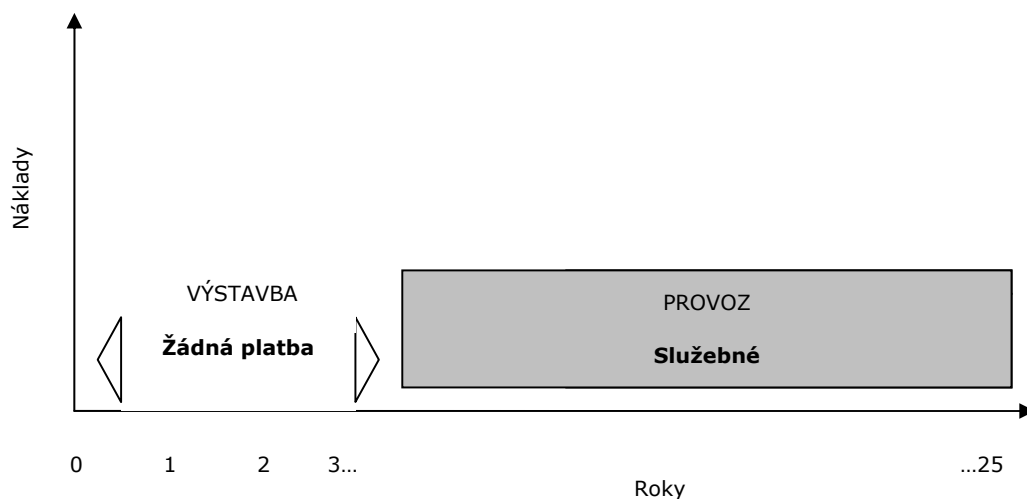 Náklady
VÝSTAVBA
Žádná platba
PROVOZ
Služebné
0 1 2 3… …25
Roky